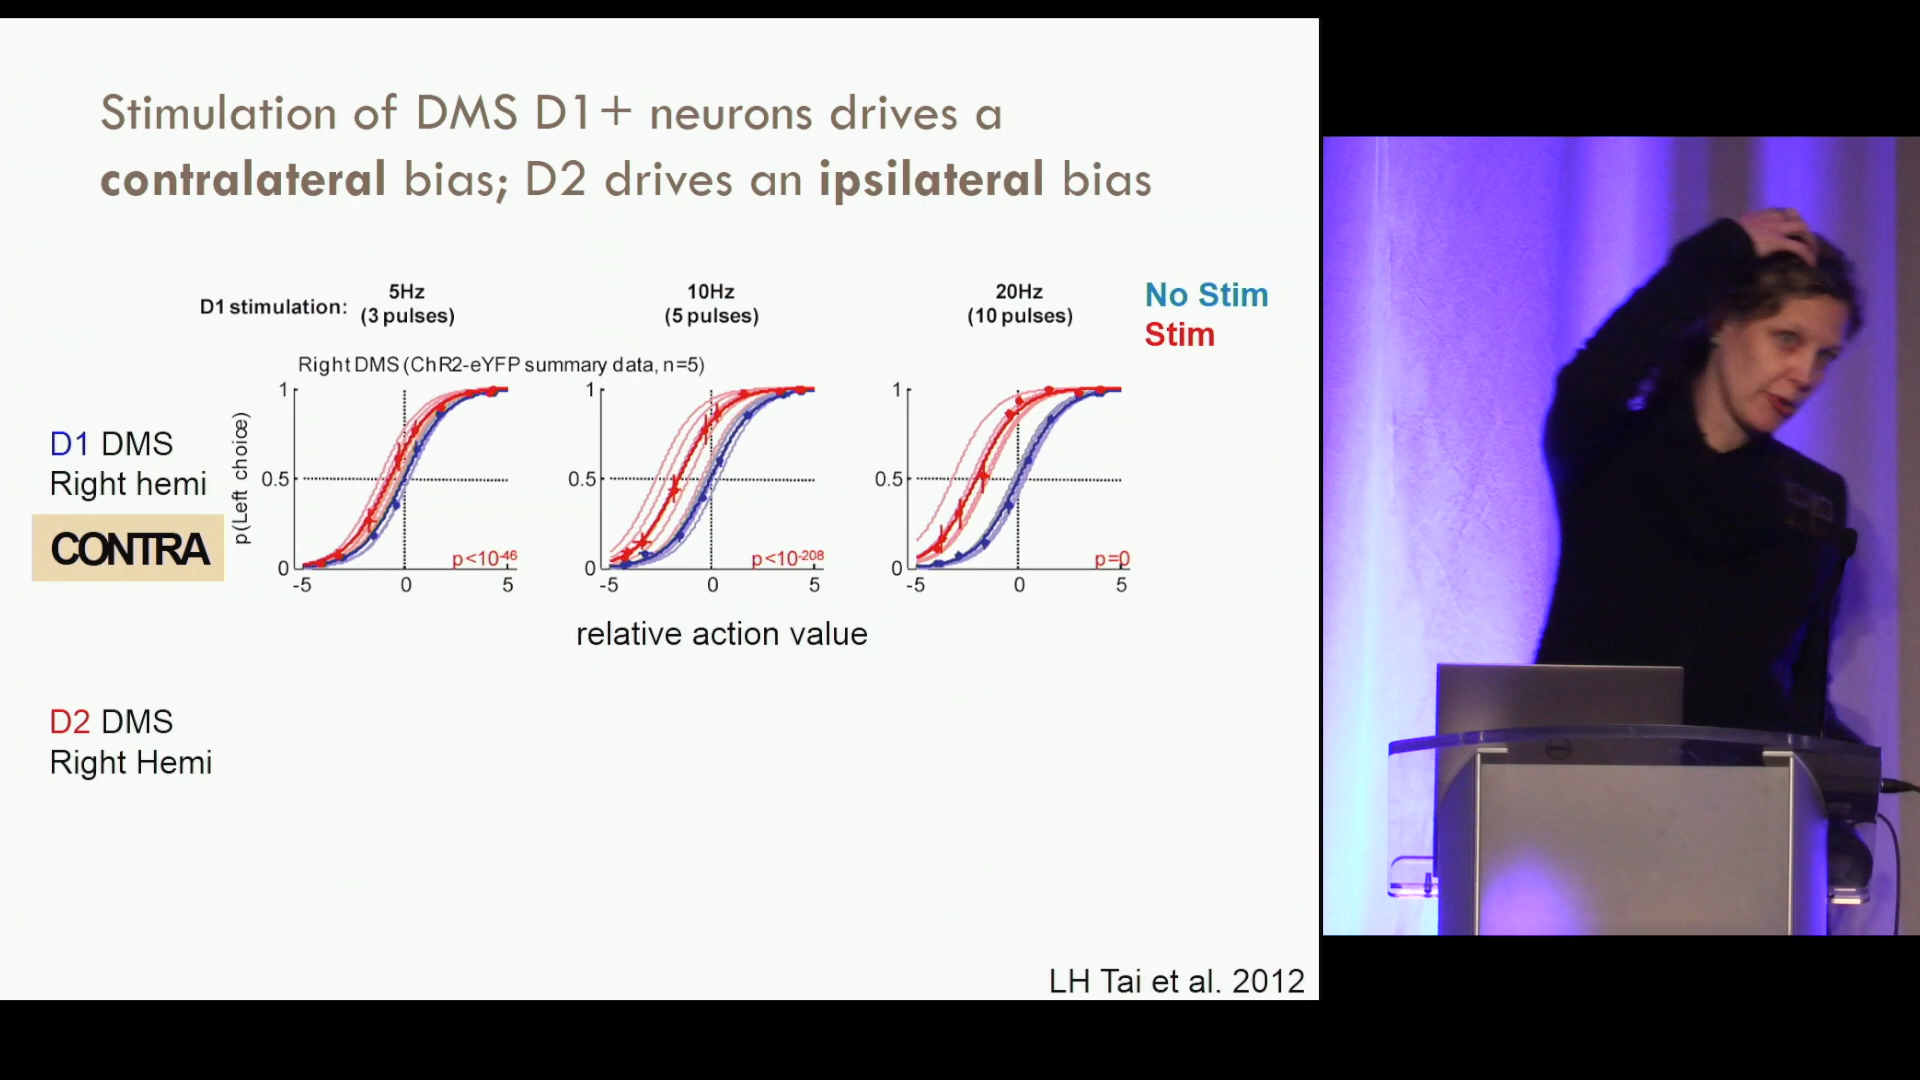 Stimulation of DMS D1+ neurons drives a
contralateral bias; D2 drives an ipsilateral bias
D1 stimulation:
5Hz
(3 pulses)
10Hz
(5 pulses)
20Hz
(10 pulses)
No Stim
Stim
Right DMS (ChR2-eYFP summary data, n=5)
D1 DMS
Right hemi
CONTRA
p(Left choice)
1
0.5
0
-5
0
5
p<10-46
1
0.5
0
-5
0
5
p<10-208
1
0.5
0
-5
0
5
p=0
relative action value
D2 DMS
Right Hemi
LH Tai et al. 2012